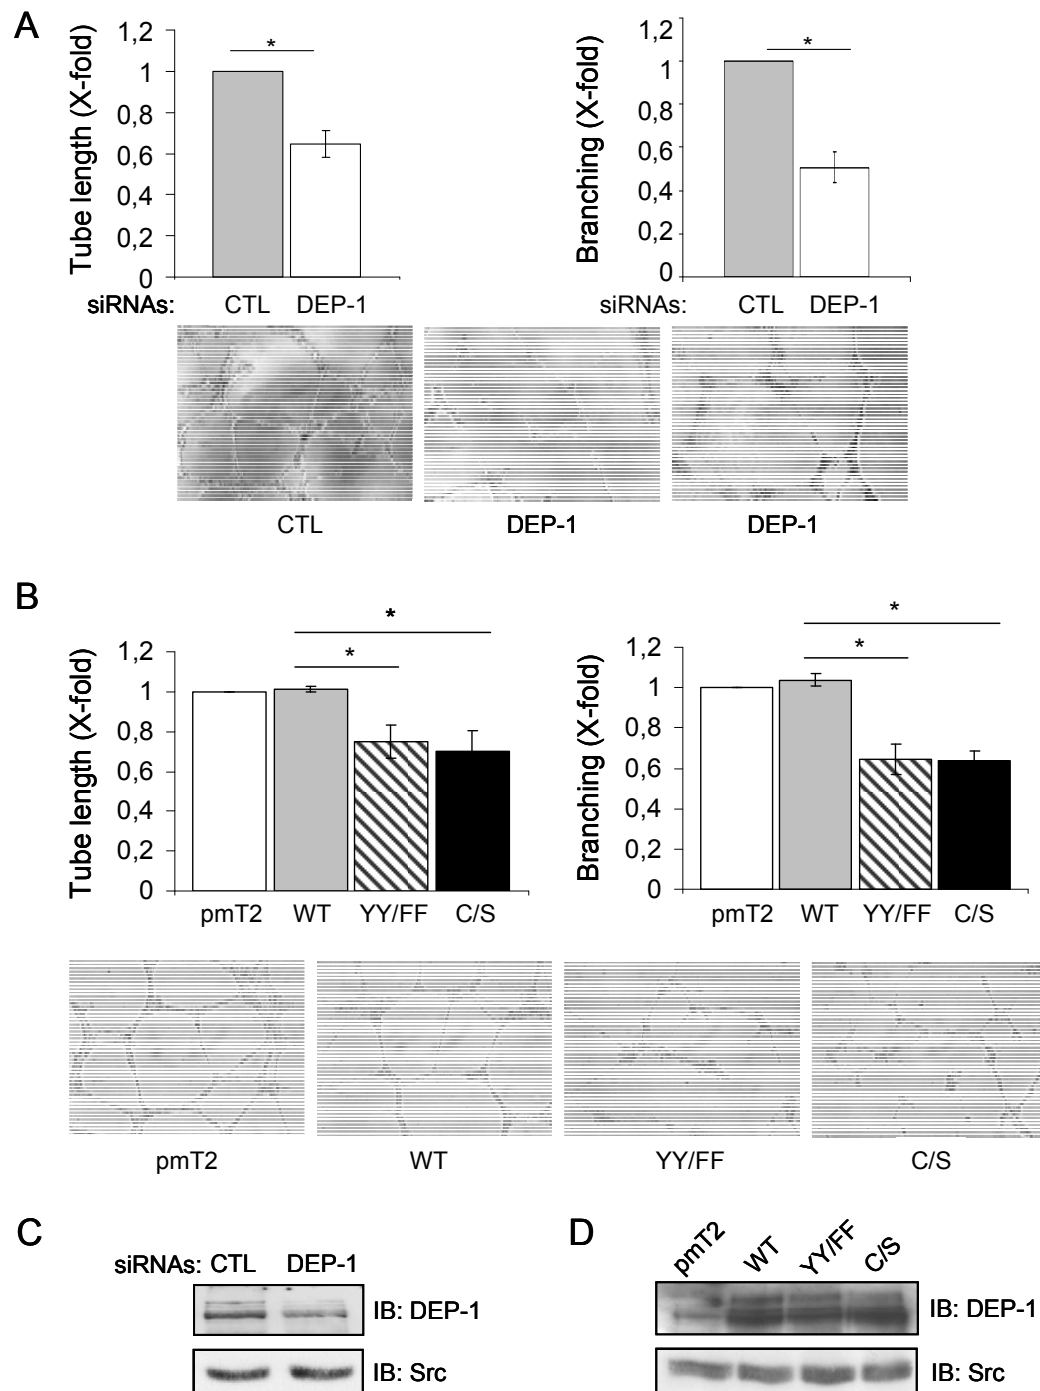 A
Tube length (X-fold)
1,2
1
0,8
0,6
0,4
0,2
0
*
siRNAs: CTL DEP-1
Branching (X-fold)
1,2
1
0,8
0,6
0,4
0,2
0
*
siRNAs: CTL DEP-1
CTL DEP-1 DEP-1
B
Tube length (X-fold)
1,2
1
0,8
0,6
0,4
0,2
0
*
*
pmT2 WT YY/FF C/S
Branching (X-fold)
1,2
1
0,8
0,6
0,4
0,2
0
*
*
pmT2 WT YY/FF C/S
pmT2 WT YY/FF C/S
C
siRNAs: CTL DEP-1
IB: DEP-1
IB: Src
D
pmT2 WT YY/FF C/S
IB: DEP-1
IB: Src